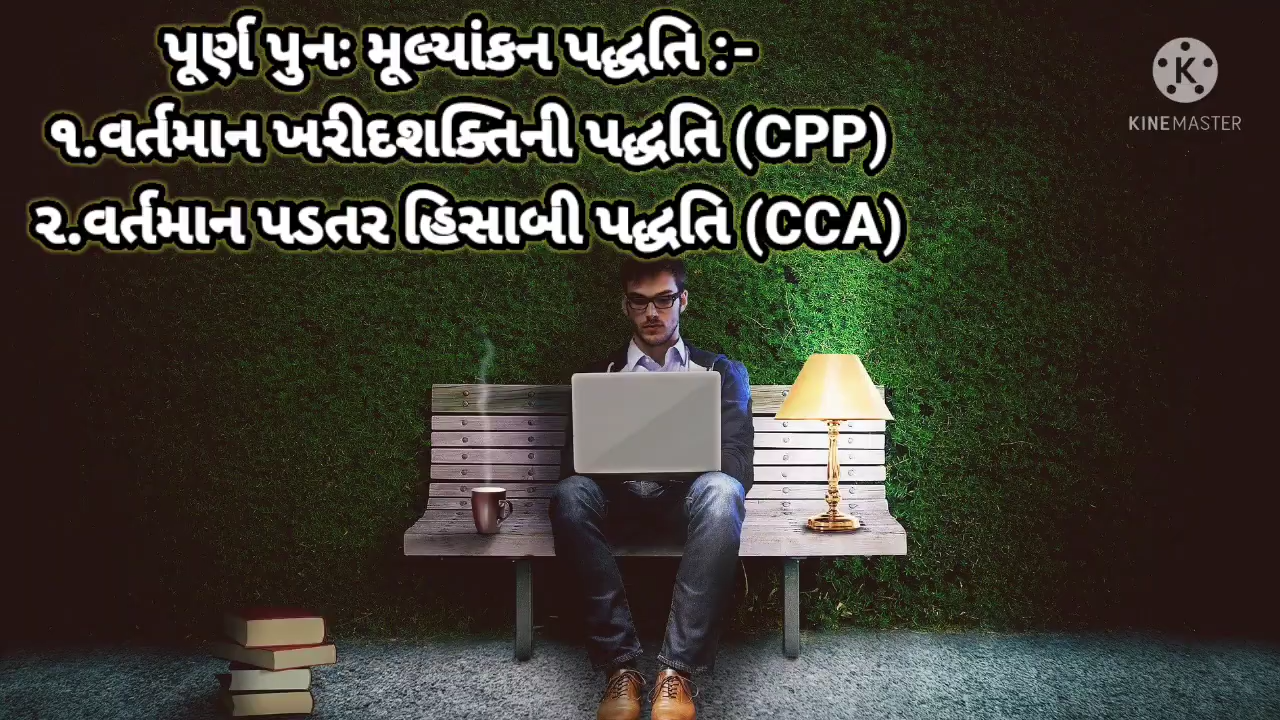 પૂર્ણ પુનઃ મૂલ્યાંકન પદ્ધતિ :-
૧.વર્તમાન ખરીદશક્તિની પદ્ધતિ (CPP)
૨.વર્તમાન પડતર હિસાબી પદ્ધતિ (CCA)
K
KINEMASTER